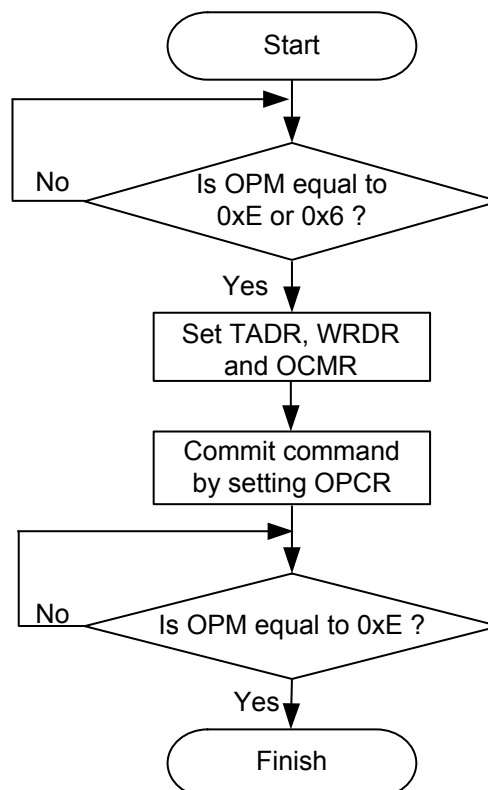 Start
No
Is OPM equal to
0xE or 0x6 ?
Yes
Set TADR, WRDR
and OCMR
Commit command
by setting OPCR
No
Is OPM equal to 0xE ?
Yes
Finish